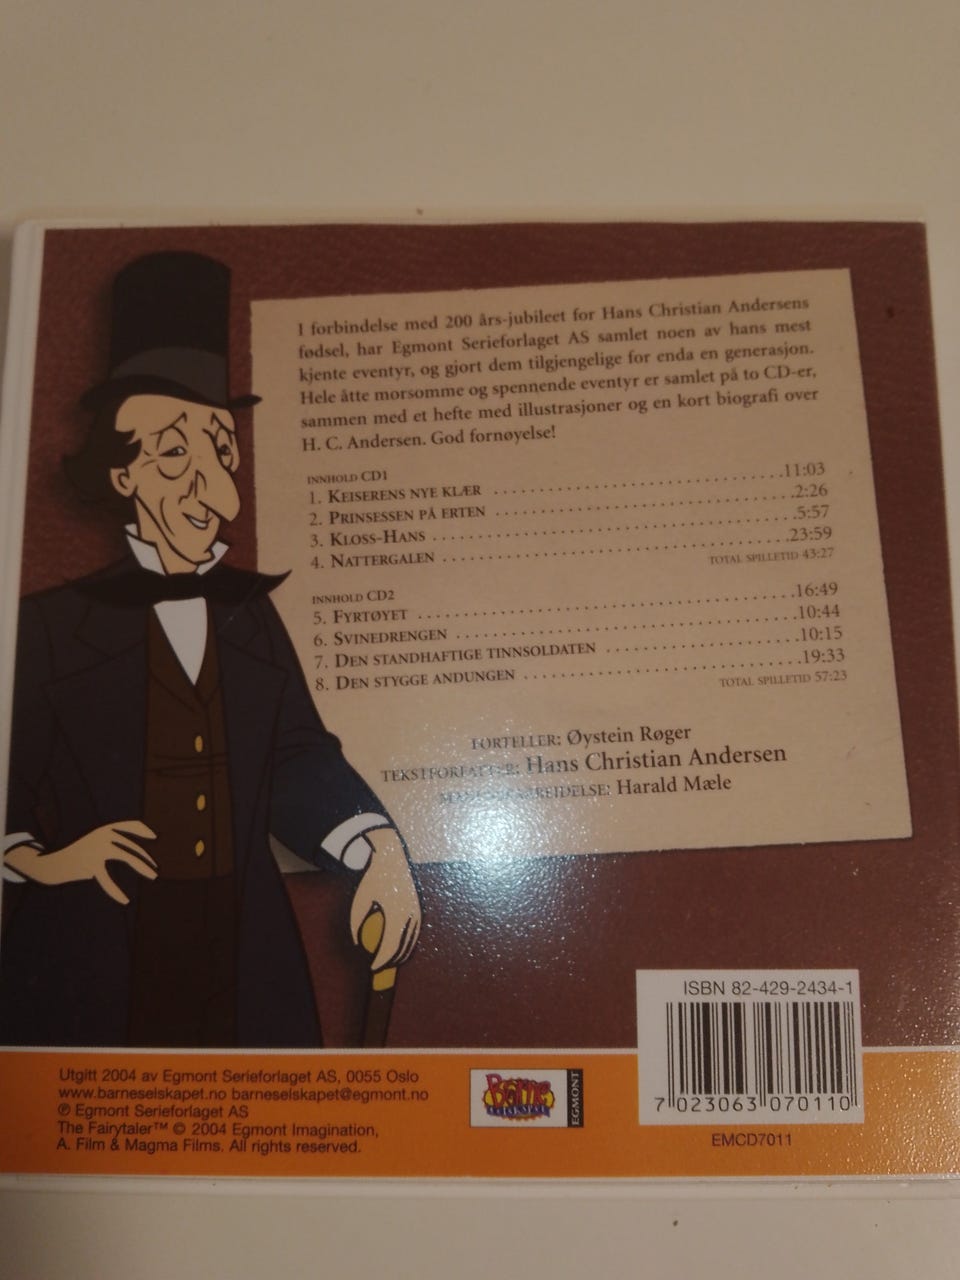 I forbindelse med 200 års-jubileet for Hans Christian Andersens
fødsel, har Egmont Serieforlaget AS samlet noen av hans mest
kjente eventyr, og gjort dem tilgjengelige for enda en generasjon.
Hele åtte morsomme og spennende eventyr er samlet på to CD-er,
sammen med et hefte med illustrasjoner og en kort biografi over
H. C. Andersen. God fornøyelse!
INNHOLD CD1
1. KEISERENS NYE KLÆR ........................ 11:03
2. PRINSESSEN PÅ ERTEN ........................ 2:26
3. KLOSS-HANS ........................ 5:57
4. NATTERGALEN ........................ 23:59
TOTAL SPILLETID 43:27
INNHOLD CD2
5. FYRTØYET ........................ 16:49
6. SVINEDRENGEN ........................ 10:44
7. DEN STANDHAFTIGE TINNSOLDATEN ........................ 10:15
8. DEN STYGGE ANDUNGEN ........................ 19:33
TOTAL SPILLETID 57:23
FORTELLER: Øystein Røger
TEKSTFORFATTER: Hans Christian Andersen
Harald Mæle
ISBN 82-429-2434-1
7 023063 070110
EMCD7011
Utgitt 2004 av Egmont Serieforlaget AS, 0055 Oslo
www.barneselskapet.no barneselskapet@egmont.no
℗ Egmont Serieforlaget AS
The Fairytaler™ © 2004 Egmont Imagination,
A. Film & Magma Films. All rights reserved.
Barne
selskapet
EGMONT